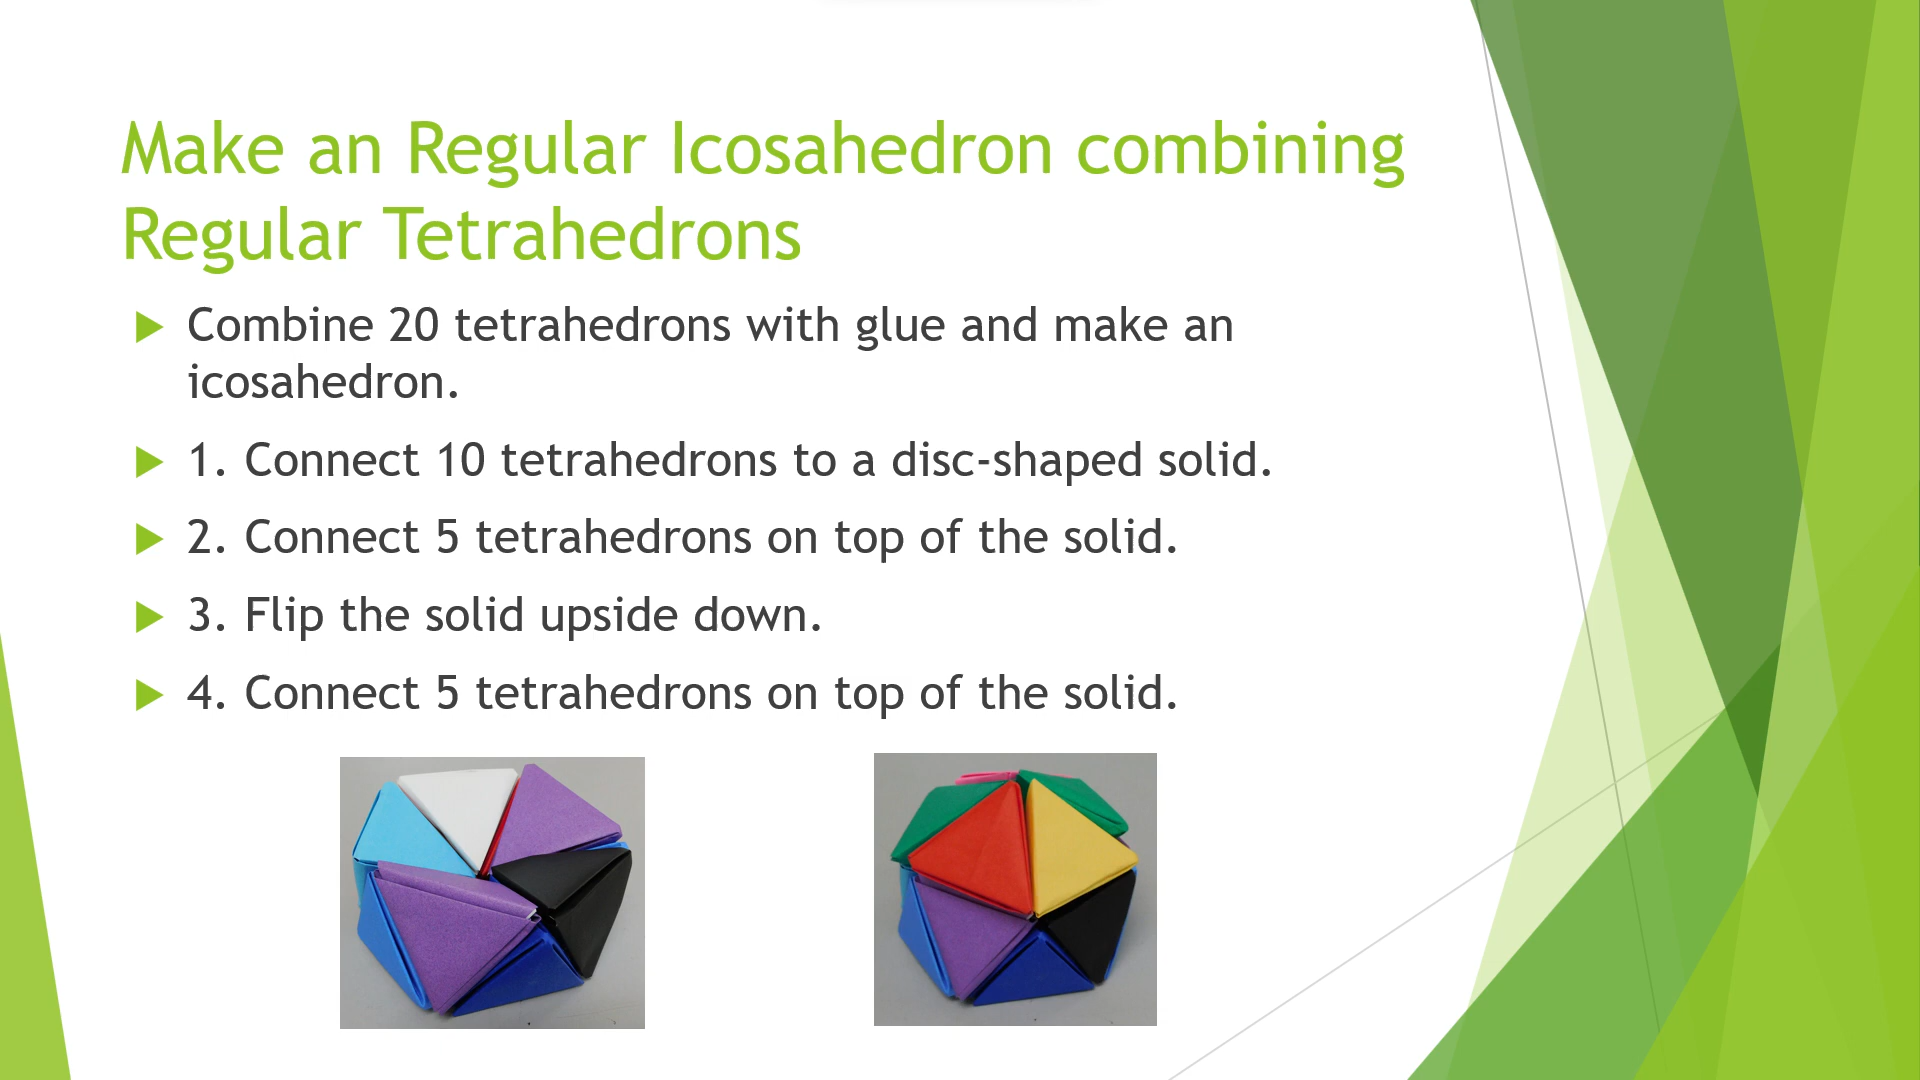 Make an Regular Icosahedron combining
Regular Tetrahedrons
Combine 20 tetrahedrons with glue and make an
icosahedron.
1. Connect 10 tetrahedrons to a disc-shaped solid.
2. Connect 5 tetrahedrons on top of the solid.
3. Flip the solid upside down.
4. Connect 5 tetrahedrons on top of the solid.